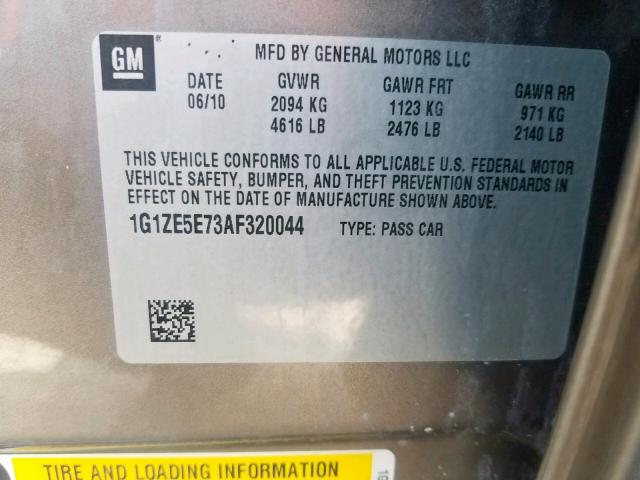 GM ®
MFD BY GENERAL MOTORS LLC
DATE GVWR GAWR FRT GAWR RR
06/10 2094 KG 1123 KG 971 KG
4616 LB 2476 LB 2140 LB
THIS VEHICLE CONFORMS TO ALL APPLICABLE U.S. FEDERAL MOTOR
VEHICLE SAFETY, BUMPER, AND THEFT PREVENTION STANDARDS IN
EFFECT ON THE DATE OF MANUFACTURE SHOWN ABOVE.
1G1ZE5E73AF320044 TYPE: PASS CAR
TIRE AND LOADING INFORMATION